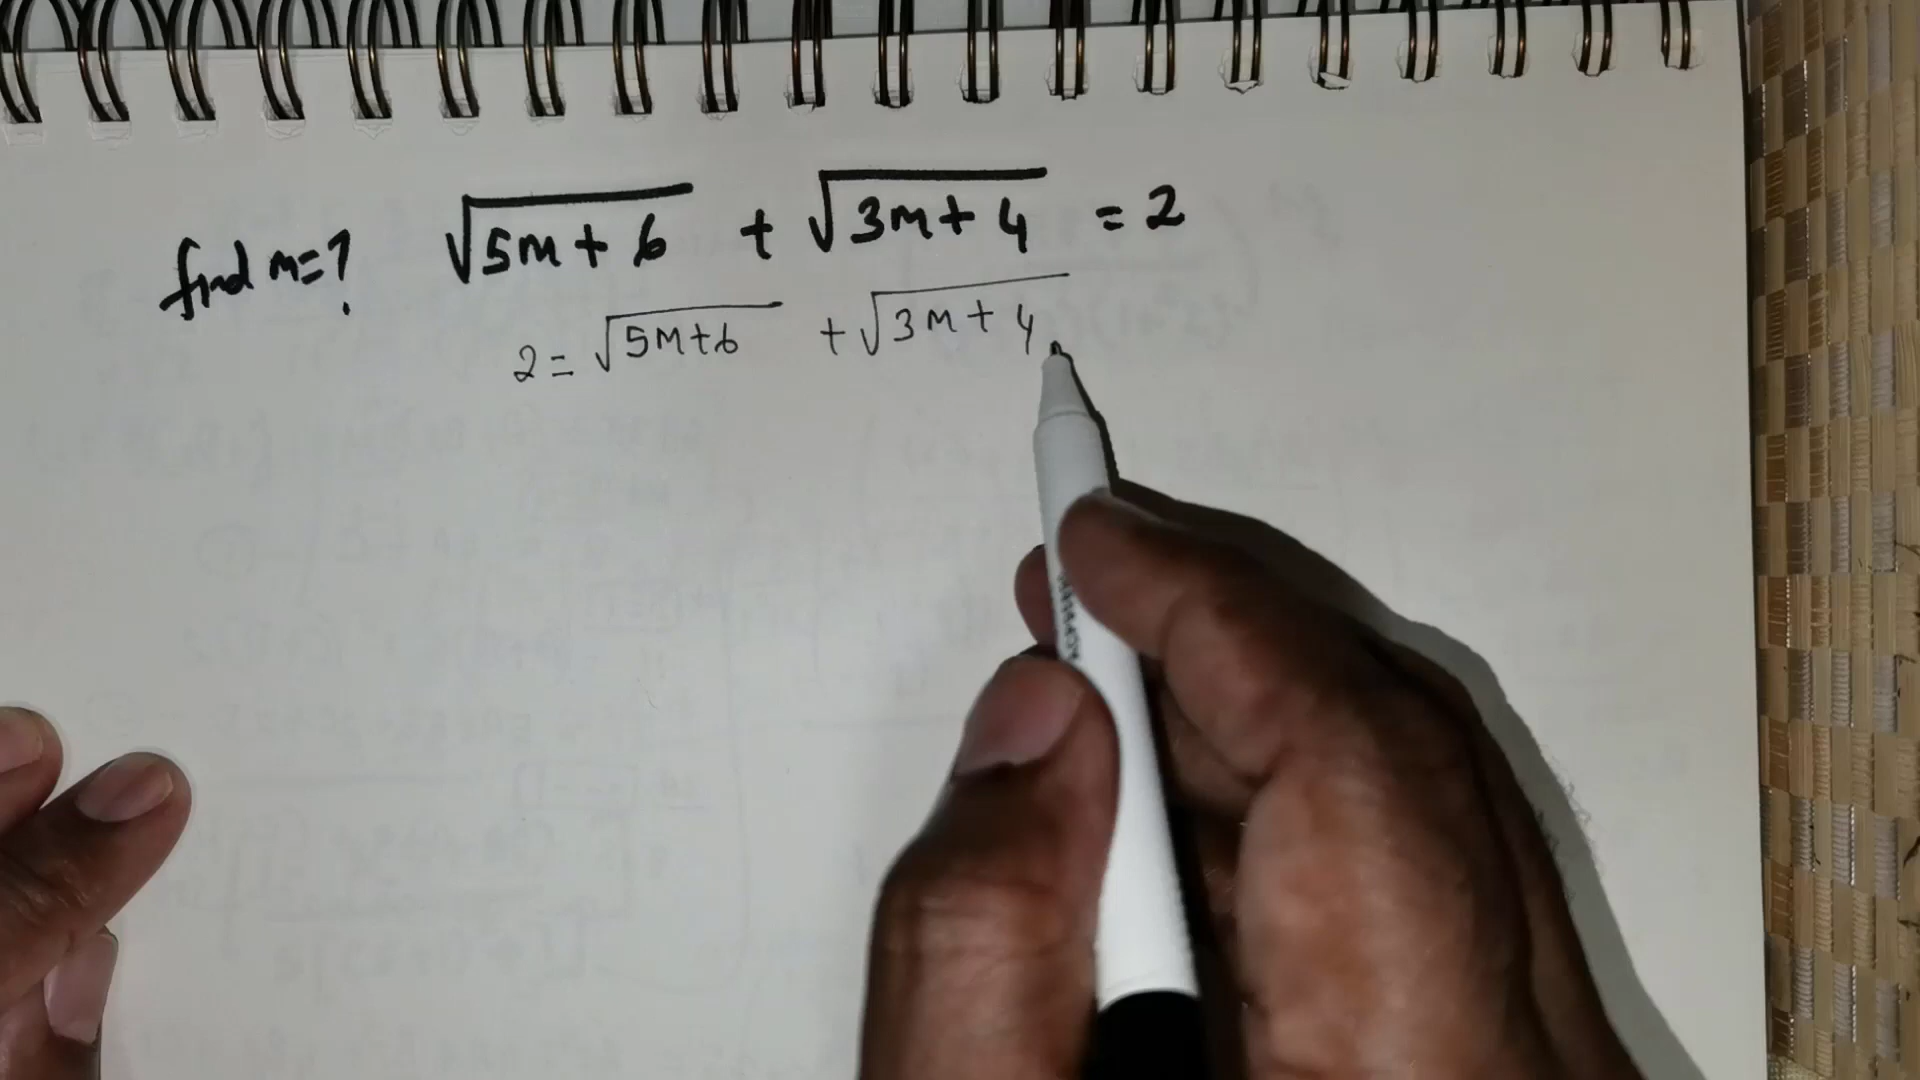 find m=? √5m+6 + √3m+4 = 2
2 = √5m+6 + √3m+4